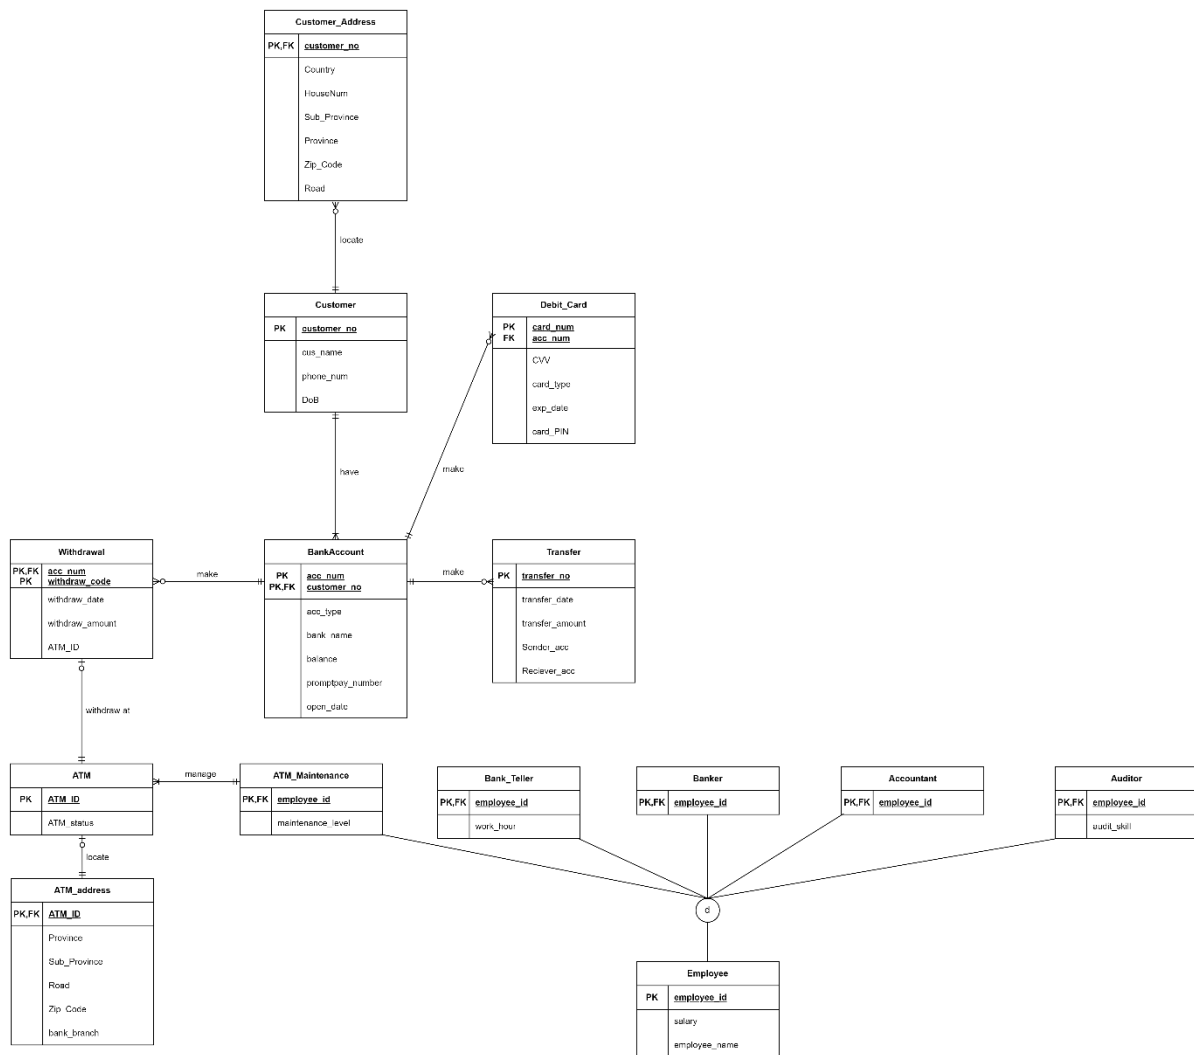 Customer_Address
PK,FK customer_no
Country
HouseNum
Sub_Province
Province
Zip_Code
Road
locate
Customer
PK customer_no
cus_name
phone_num
DoB
have
Debit_Card
PK card_num
FK acc_num
CVV
card_type
exp_date
card_PIN
make
Withdrawal
PK,FK acc_num
PK withdraw_code
withdraw_date
withdraw_amount
ATM_ID
make
BankAccount
PK acc_num
PK,FK customer_no
acc_type
bank_name
balance
promptpay_number
open_date
make
Transfer
PK transfer_no
transfer_date
transfer_amount
Sender_acc
Reciever_acc
withdraw at
ATM
PK ATM_ID
ATM_status
manage
ATM_Maintenance
PK,FK employee_id
maintenance_level
Bank_Teller
PK,FK employee_id
work_hour
Banker
PK,FK employee_id
Accountant
PK,FK employee_id
Auditor
PK,FK employee_id
audit_skill
locate
ATM_address
PK,FK ATM_ID
Province
Sub_Province
Road
Zip_Code
bank_branch
d
Employee
PK employee_id
salary
employee_name